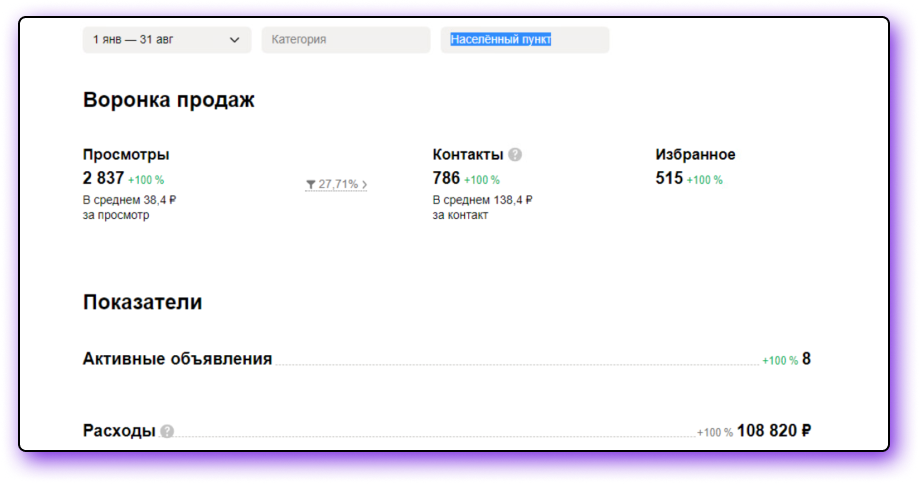 1 янв — 31 авг
Категория
Населённый пункт
Воронка продаж
Просмотры
2 837 +100 %
В среднем 38,4 ₽
за просмотр
27,71%
Контакты ?
786 +100 %
В среднем 138,4 ₽
за контакт
Избранное
515 +100 %
Показатели
Активные объявления +100 % 8
Расходы ? +100 % 108 820 ₽